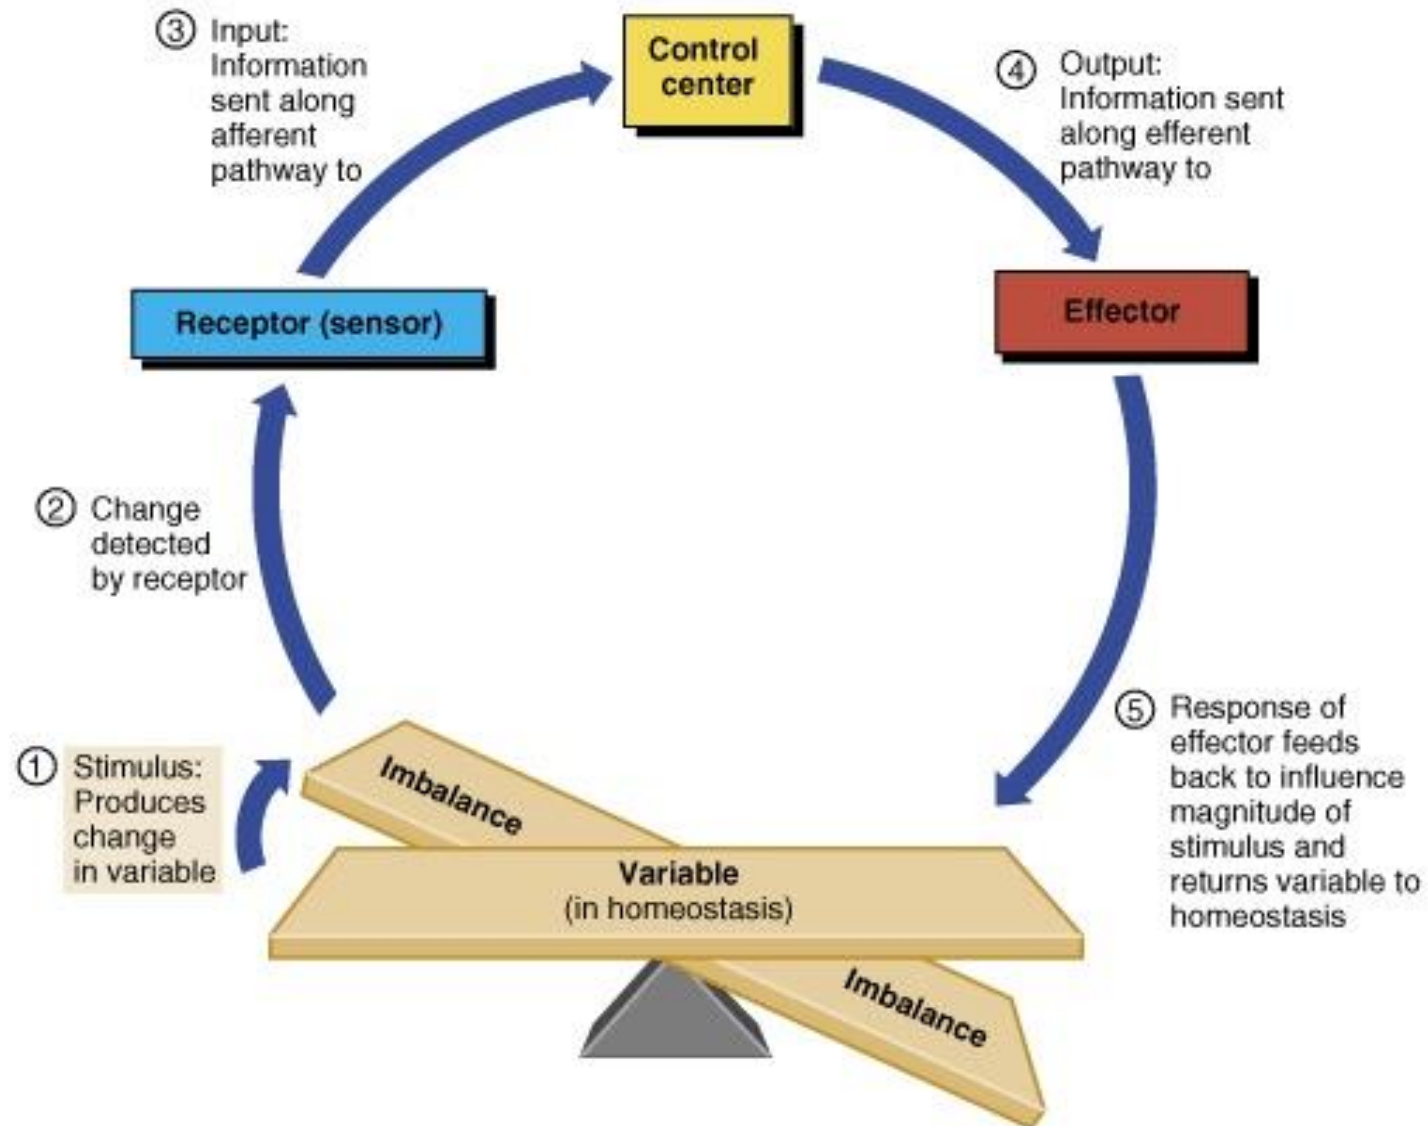 ③ Input:
Information
sent along
afferent
pathway to
Control
center
④ Output:
Information sent
along efferent
pathway to
Receptor (sensor)
Effector
② Change
detected
by receptor
① Stimulus:
Produces
change
in variable
Imbalance
Variable
(in homeostasis)
Imbalance
⑤ Response of
effector feeds
back to influence
magnitude of
stimulus and
returns variable to
homeostasis